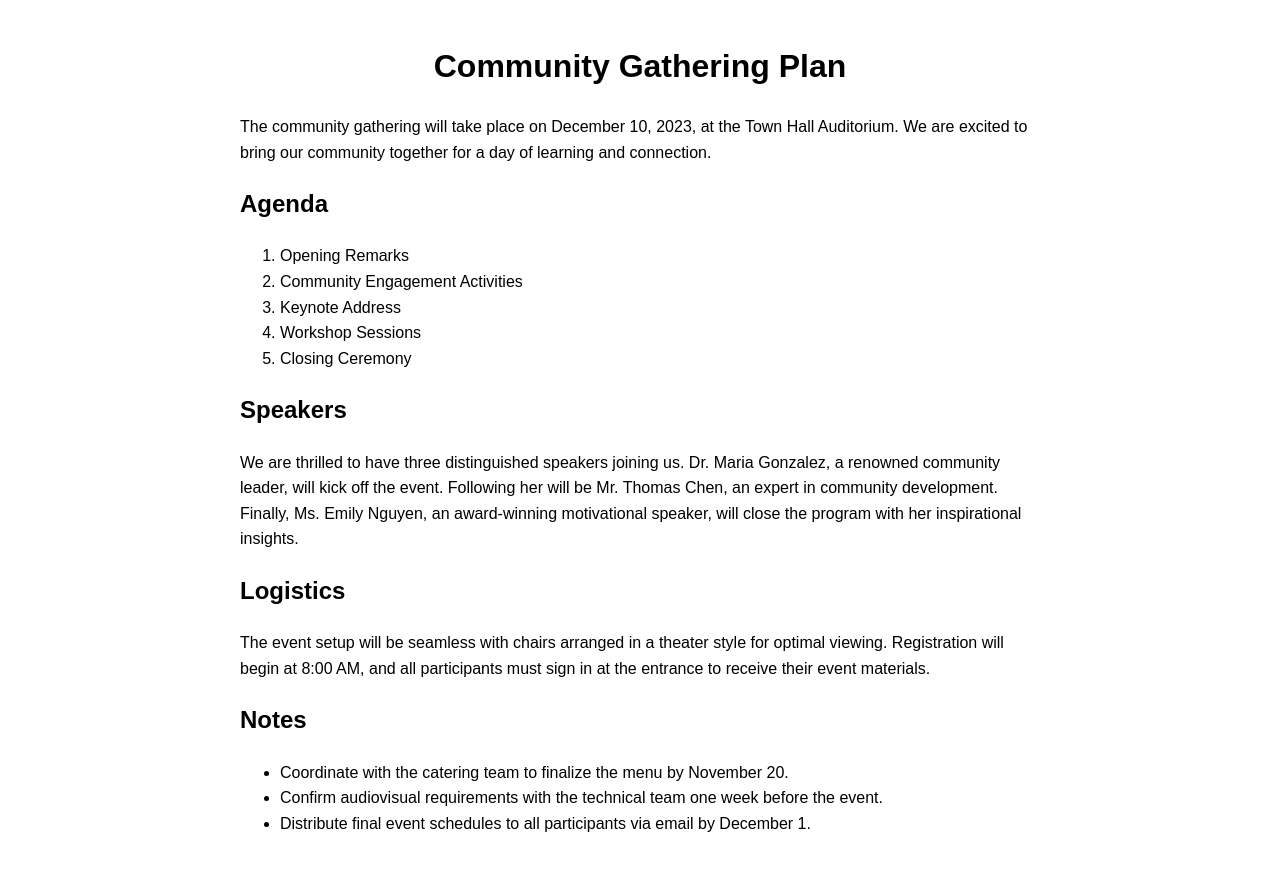 Community Gathering Plan
The community gathering will take place on December 10, 2023, at the Town Hall Auditorium. We are excited to
bring our community together for a day of learning and connection.
Agenda
1. Opening Remarks
2. Community Engagement Activities
3. Keynote Address
4. Workshop Sessions
5. Closing Ceremony
Speakers
We are thrilled to have three distinguished speakers joining us. Dr. Maria Gonzalez, a renowned community
leader, will kick off the event. Following her will be Mr. Thomas Chen, an expert in community development.
Finally, Ms. Emily Nguyen, an award-winning motivational speaker, will close the program with her inspirational
insights.
Logistics
The event setup will be seamless with chairs arranged in a theater style for optimal viewing. Registration will
begin at 8:00 AM, and all participants must sign in at the entrance to receive their event materials.
Notes
• Coordinate with the catering team to finalize the menu by November 20.
• Confirm audiovisual requirements with the technical team one week before the event.
• Distribute final event schedules to all participants via email by December 1.